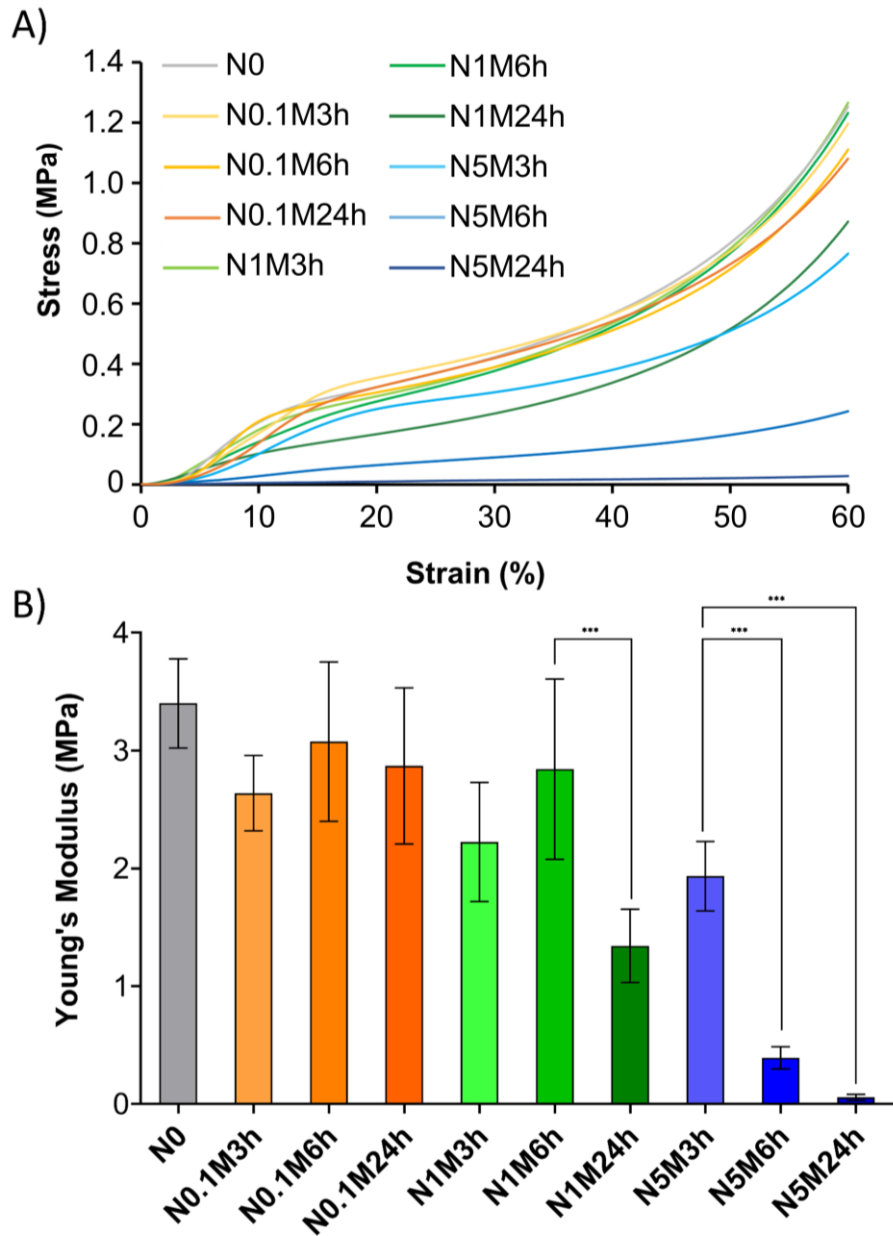 A)
Stress (MPa)
1.4
1.2
1.0
0.8
0.6
0.4
0.2
0
N0
N0.1M3h
N0.1M6h
N0.1M24h
N1M3h
N1M6h
N1M24h
N5M3h
N5M6h
N5M24h
0 10 20 30 40 50 60
Strain (%)
B)
Young's Modulus (MPa)
4
3
2
1
0
***
***
***
N0
N0.1M3h
N0.1M6h
N0.1M24h
N1M3h
N1M6h
N1M24h
N5M3h
N5M6h
N5M24h